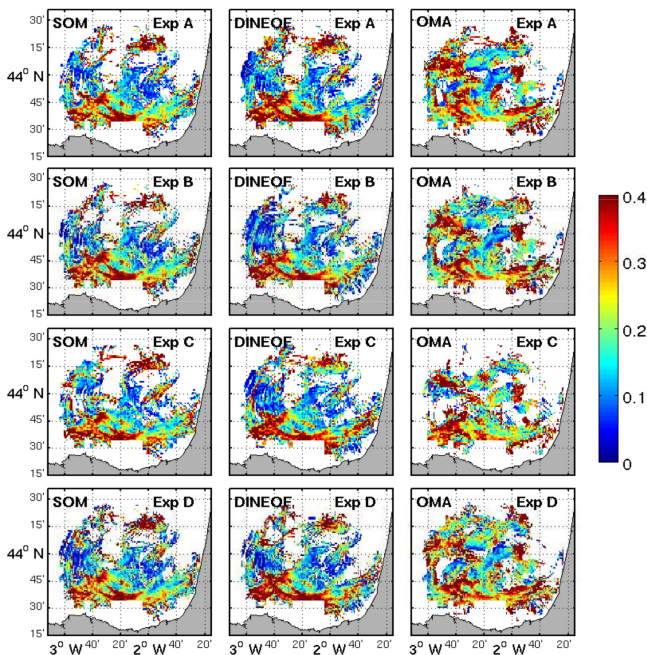 SOM Exp A DINEOF Exp A OMA Exp A
30'
15'
44° N
45'
30'
15'
SOM Exp B DINEOF Exp B OMA Exp B
30'
15'
44° N
45'
30'
15'
0.4
0.3
0.2
0.1
0
SOM Exp C DINEOF Exp C OMA Exp C
30'
15'
44° N
45'
30'
15'
SOM Exp D DINEOF Exp D OMA Exp D
30'
15'
44° N
45'
30'
15'
3° W 40' 20' 2° W 40' 20' 3° W 40' 20' 2° W 40' 20' 3° W 40' 20' 2° W 40' 20'